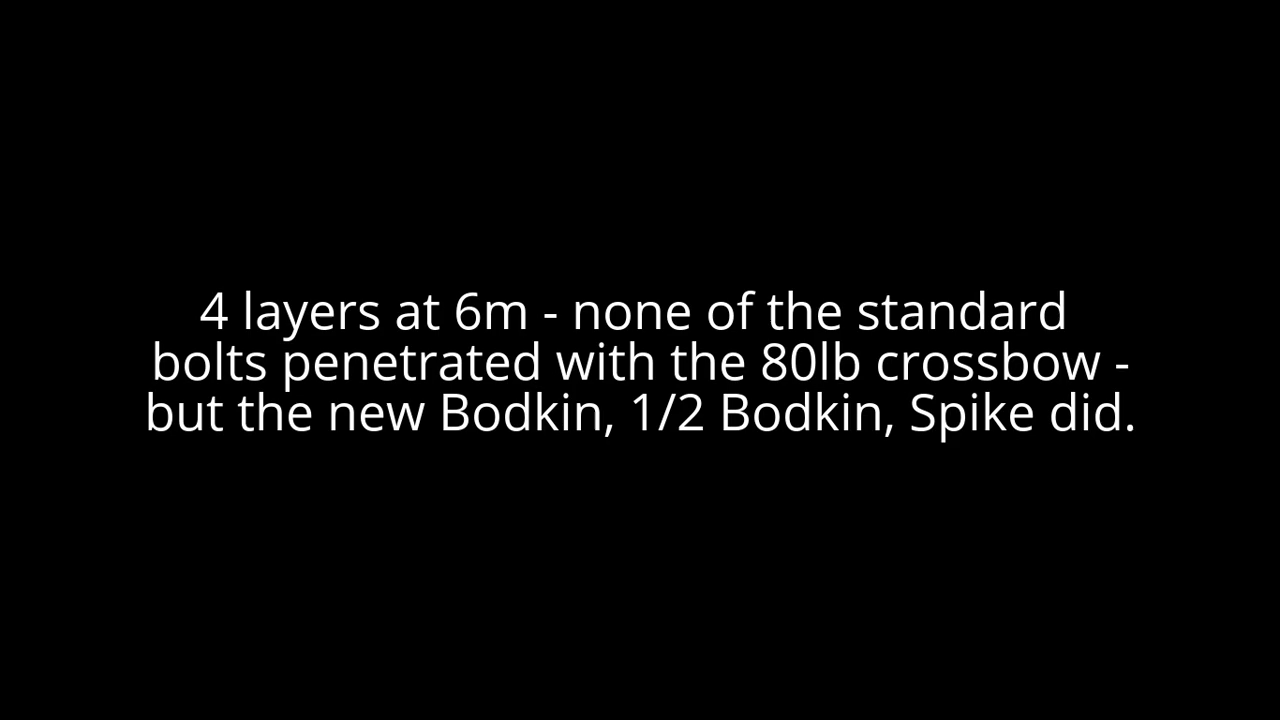 4 layers at 6m - none of the standard
bolts penetrated with the 80lb crossbow -
but the new Bodkin, 1/2 Bodkin, Spike did.